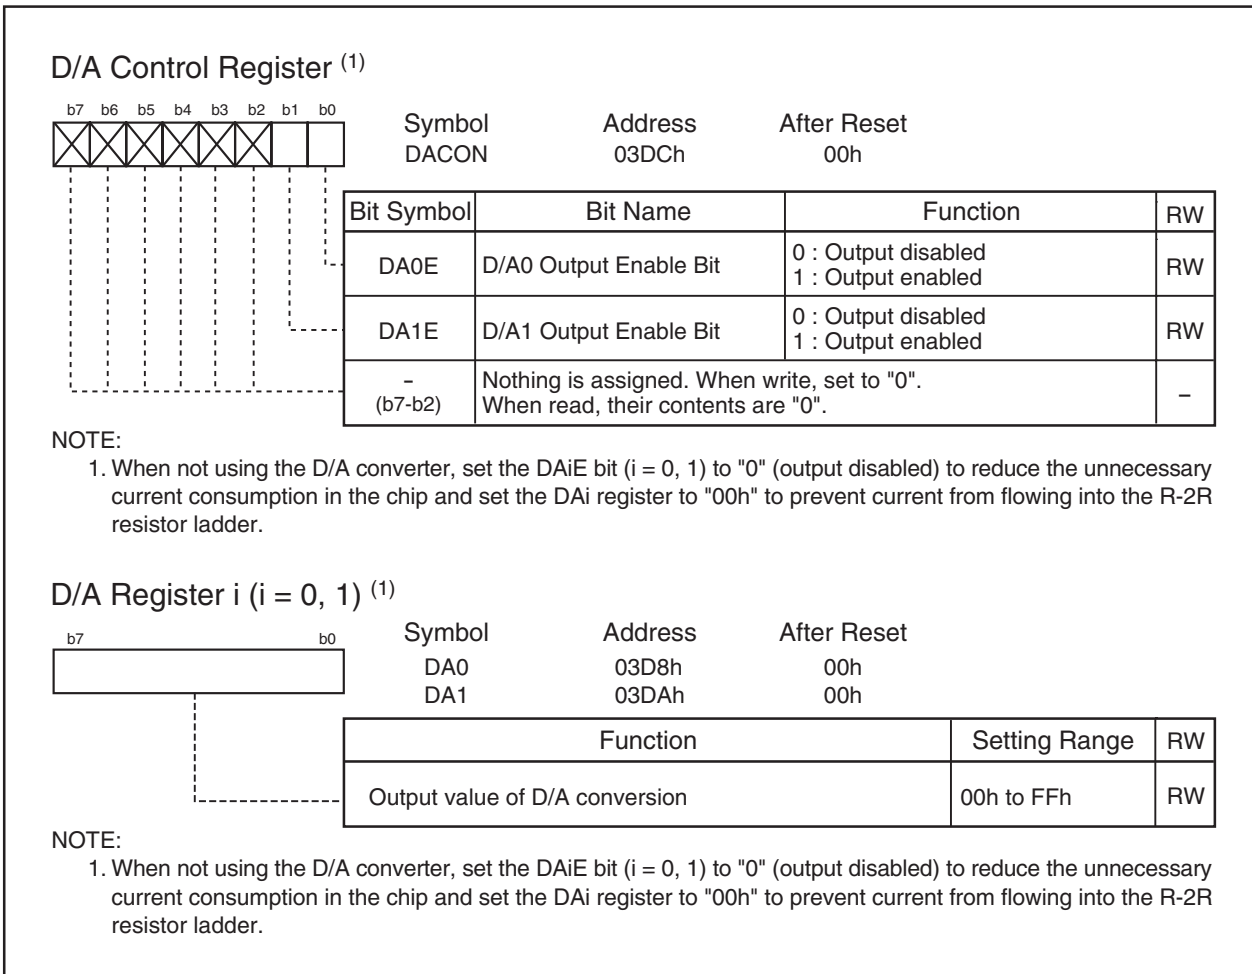 D/A Control Register (1)
b7 b6 b5 b4 b3 b2 b1 b0
Symbol Address After Reset
DACON 03DCh 00h
Bit Symbol Bit Name Function RW
DA0E D/A0 Output Enable Bit 0 : Output disabled
1 : Output enabled RW
DA1E D/A1 Output Enable Bit 0 : Output disabled
1 : Output enabled RW
–
(b7-b2) Nothing is assigned. When write, set to "0".
When read, their contents are "0". –
NOTE:
1. When not using the D/A converter, set the DAiE bit (i = 0, 1) to "0" (output disabled) to reduce the unnecessary
current consumption in the chip and set the DAi register to "00h" to prevent current from flowing into the R-2R
resistor ladder.
D/A Register i (i = 0, 1) (1)
b7 b0
Symbol Address After Reset
DA0 03D8h 00h
DA1 03DAh 00h
Function Setting Range RW
Output value of D/A conversion 00h to FFh RW
NOTE:
1. When not using the D/A converter, set the DAiE bit (i = 0, 1) to "0" (output disabled) to reduce the unnecessary
current consumption in the chip and set the DAi register to "00h" to prevent current from flowing into the R-2R
resistor ladder.